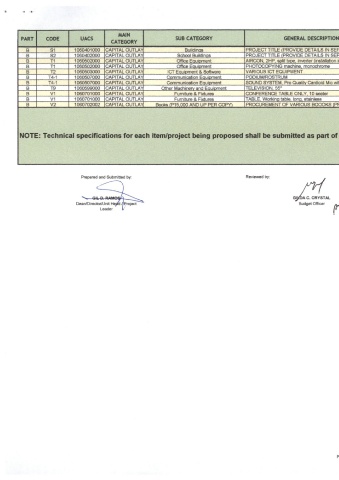 PART CODE UACS MAIN CATEGORY SUB CATEGORY GENERAL DESCRIPTION
B S1 1060401000 CAPITAL OUTLAY Buildings PROJECT TITLE (PROVIDE DETAILS IN SEP
B S2 1060402000 CAPITAL OUTLAY School Buildings PROJECT TITLE (PROVIDE DETAILS IN SEP
B T1 1060502000 CAPITAL OUTLAY Office Equipment AIRCON, 2HP, split type, inverter (installation
B T1 1060502000 CAPITAL OUTLAY Office Equipment PHOTOCOPYING machine, monochrome
B T2 1060503000 CAPITAL OUTLAY ICT Equipment & Software VARIOUS ICT EQUIPMENT
B T4-1 1060507000 CAPITAL OUTLAY Communication Equipment PODIUM/ROSTRUM
B T4-1 1060507000 CAPITAL OUTLAY Communication Equipment SOUND SYSTEM, Pro Quality Cardioid Mic
B T9 1060599000 CAPITAL OUTLAY Other Machinery and Equipment TELEVISION, 55"
B V1 1060701000 CAPITAL OUTLAY Furniture & Fixtures CONFERENCE TABLE ONLY, 10 seater
B V1 1060701000 CAPITAL OUTLAY Furniture & Fixtures TABLE, Working table, long, stainless
B V2 1060702000 CAPITAL OUTLAY Books (P15,000 AND UP PER COPY) PROCUREMENT OF VARIOUS BOOKS
NOTE: Technical specifications for each item/project being proposed shall be submitted as part of
Prepared and Submitted by: Reviewed by:
GIL D. RAMOS CRYSTAL
Dean/Director/Unit Head/Project Budget Officer
Leader